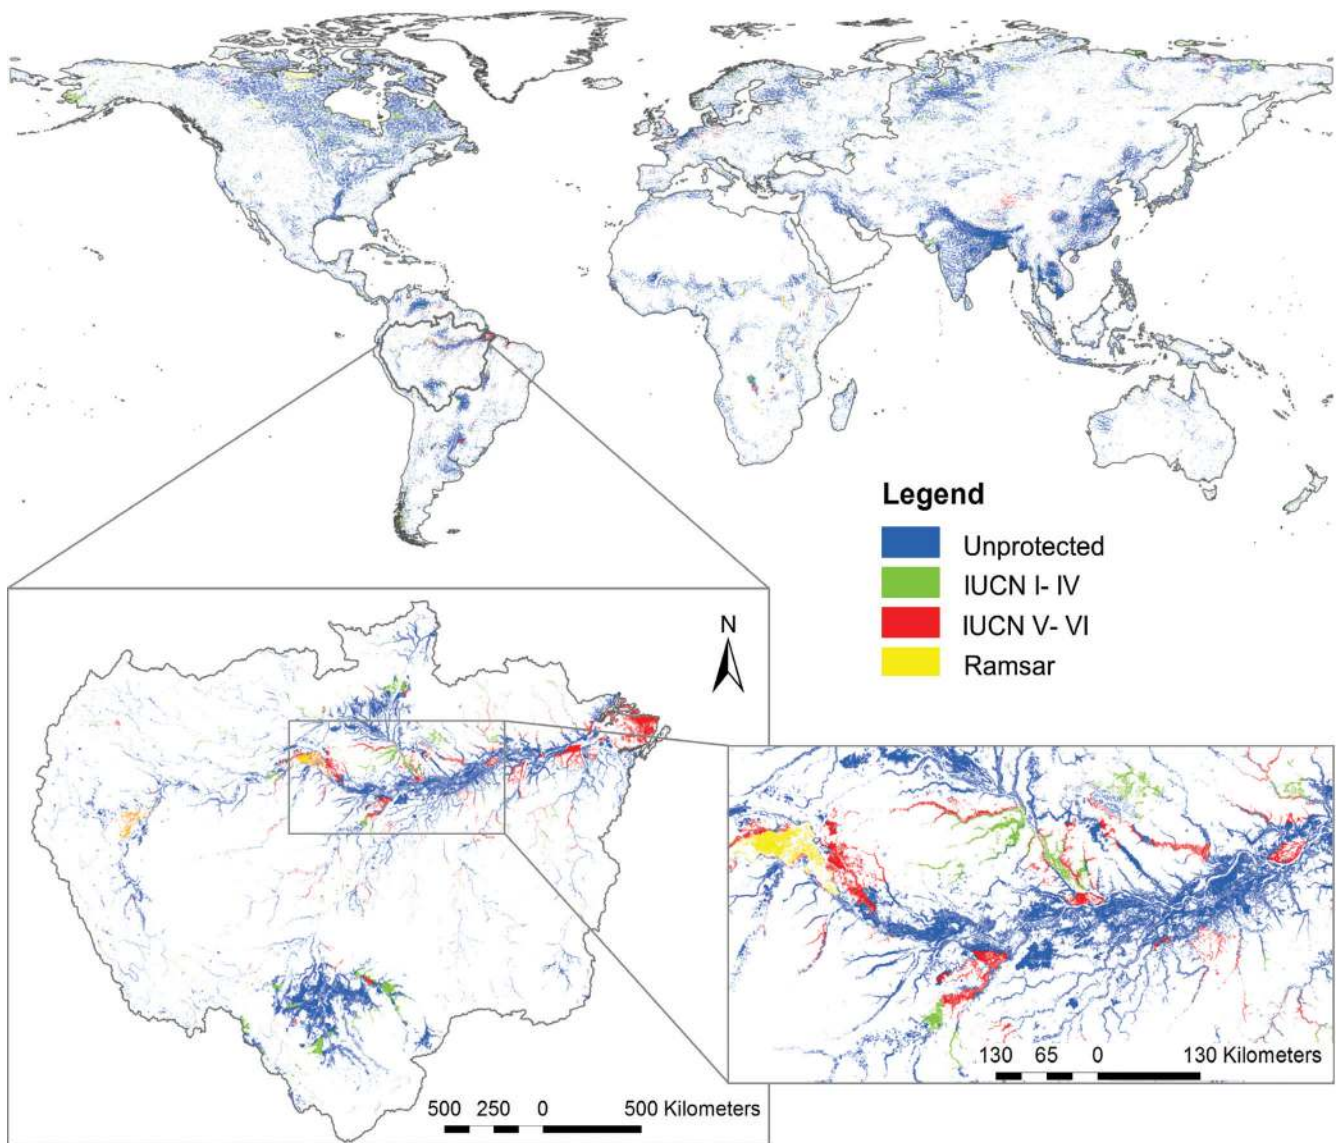 Legend
Unprotected
IUCN I- IV
IUCN V- VI
Ramsar
N
130 65 0 130 Kilometers
500 250 0 500 Kilometers